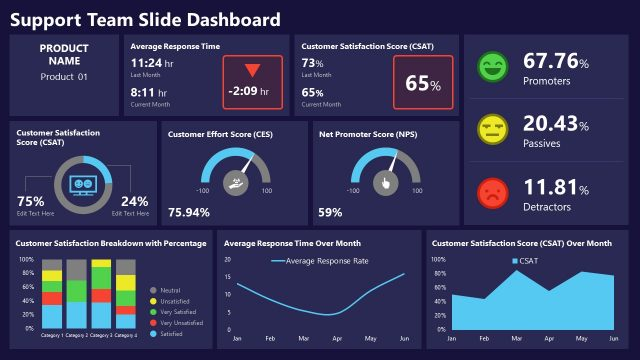 Support Team Slide Dashboard
PRODUCT
NAME
Product 01
Average Response Time
11:24 hr
Last Month
8:11 hr
Current Month
-2:09 hr
Customer Satisfaction Score (CSAT)
73%
Last Month
65%
Current Month
65%
67.76%
Promoters
20.43%
Passives
11.81%
Detractors
Customer Satisfaction
Score (CSAT)
75%
Edit Text Here
24%
Edit Text Here
Customer Effort Score (CES)
-100
100
75.94%
Net Promoter Score (NPS)
-100
100
59%
Customer Satisfaction Breakdown with Percentage
100%
80%
60%
40%
20%
0%
Category 1 Category 2 Category 3 Category 4
Neutral
Unsatisfied
Very Satisfied
Very Unsatisfied
Satisfied
Average Response Time Over Month
Average Response Rate
20
15
10
5
0
Jan Feb Mar Apr May Jun
Customer Satisfaction Score (CSAT) Over Month
CSAT
100%
80%
60%
40%
20%
0%
Jan Feb Mar Apr May Jun